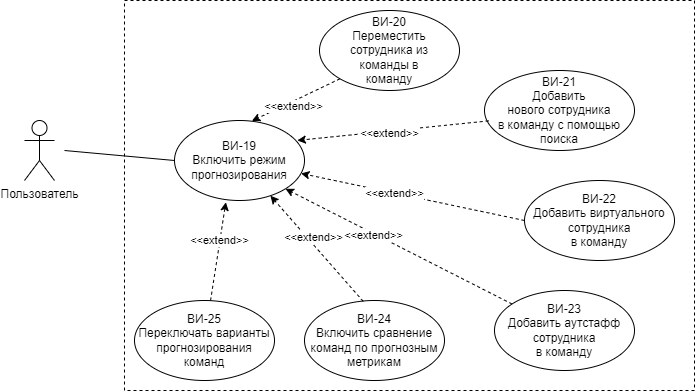 ВИ-20
Переместить
сотрудника из
команды в
команду
<<extend>>
ВИ-21
Добавить
нового сотрудника
в команду с помощью
поиска
<<extend>>
ВИ-19
Включить режим
прогнозирования
Пользователь
<<extend>>
ВИ-22
Добавить виртуального
сотрудника
в команду
<<extend>>
<<extend>>
<<extend>>
ВИ-25
Переключать варианты
прогнозирования
команд
ВИ-24
Включить сравнение
команд по прогнозным
метрикам
ВИ-23
Добавить аутстафф
сотрудника
в команду